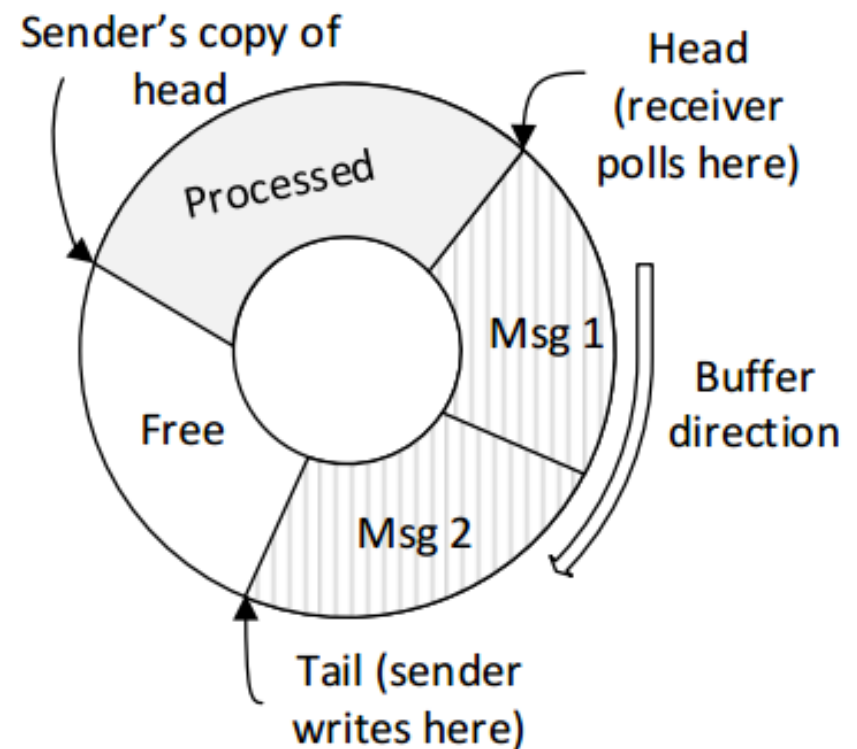 Sender’s copy of
head
Head
(receiver
polls here)
Processed
Msg 1
Buffer
direction
Free
Msg 2
Tail (sender
writes here)